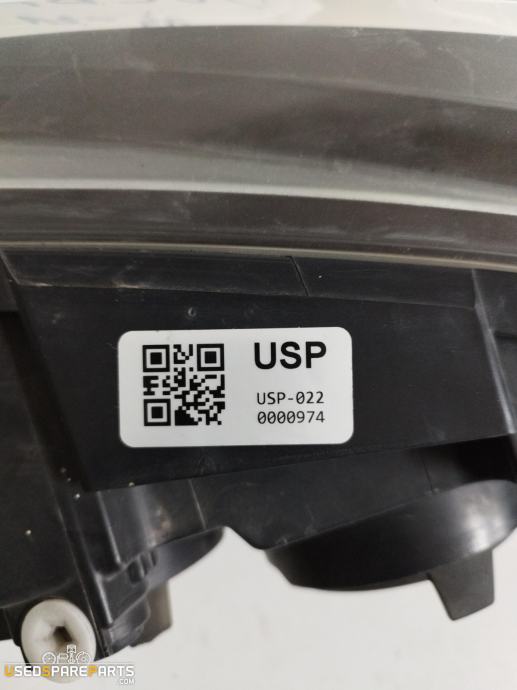 USP
USP-022
0000974
USEDSPAREPARTS
.COM